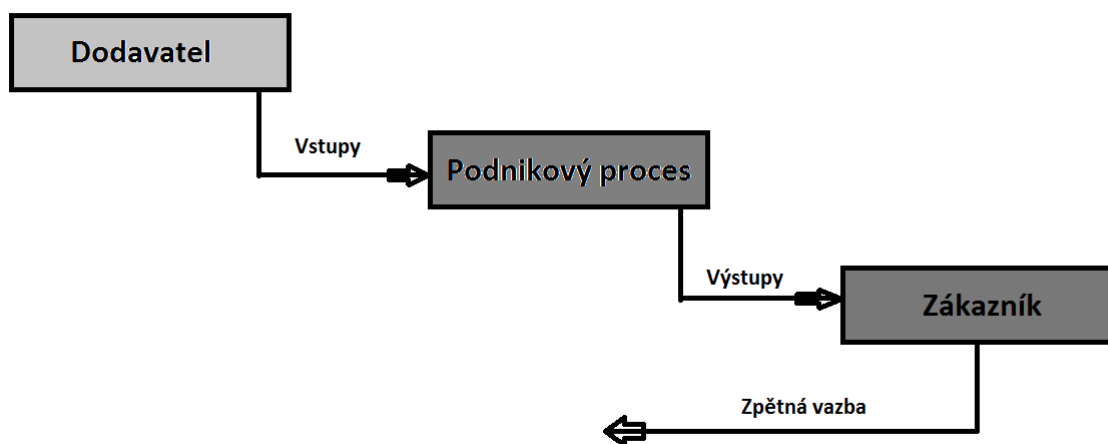 Dodavatel
Vstupy
Podnikový proces
Výstupy
Zákazník
Zpětná vazba